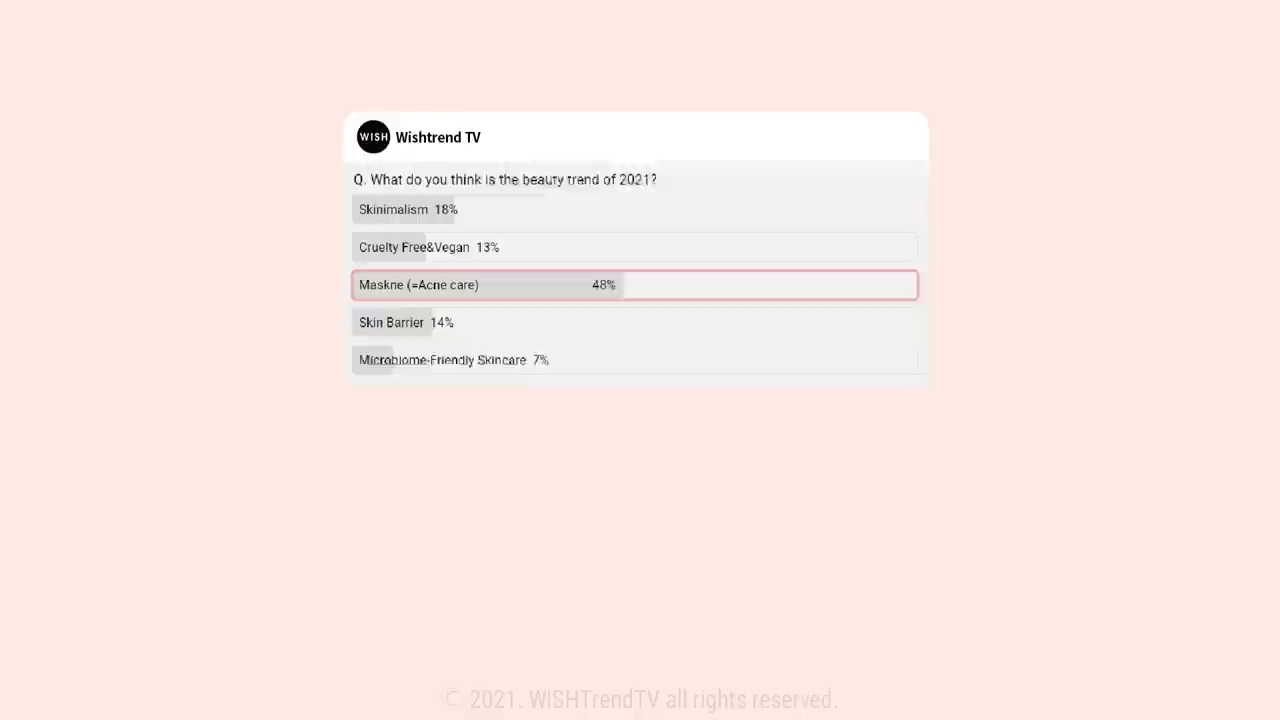 WISH Wishtrend TV
Q. What do you think is the beauty trend of 2021?
Skinimalism 18%
Cruelty Free&Vegan 13%
Maskne (=Acne care) 48%
Skin Barrier 14%
Microbiome-Friendly Skincare 7%
© 2021. WISHTrendTV all rights reserved.